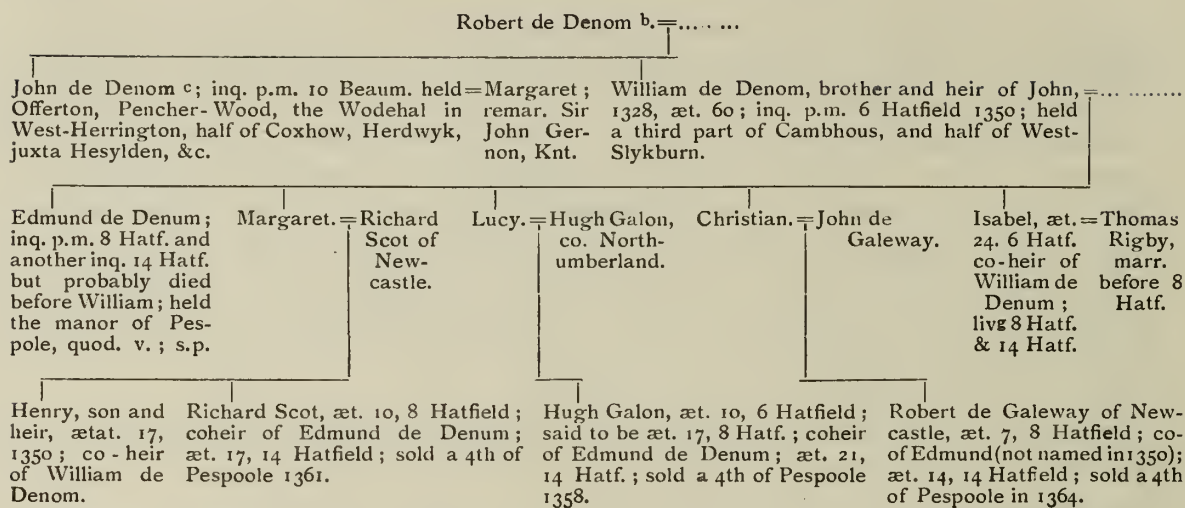 Robert de Denom b.=.... ...
John de Denom c; inq. p.m. 10 Beaum. held=Margaret;
Offerton, Pencher-Wood, the Wodehal in remar. Sir
West-Herrington, half of Coxhow, Herdwyk, John Ger-
juxta Hesylden, &c. non, Knt.
William de Denom, brother and heir of John,=... .........
1328, æt. 60; inq. p.m. 6 Hatfield 1350; held
a third part of Cambhous, and half of West-
Slykburn.
Edmund de Denum;
inq. p.m. 8 Hatf. and
another inq. 14 Hatf.
but probably died
before William; held
the manor of Pes-
pole, quod. v.; s.p.
Margaret.=Richard
Scot of
New-
castle.
Lucy.=Hugh Galon,
co. North-
umberland.
Christian.=John de
Galeway.
Isabel, æt.=Thomas
24. 6 Hatf. Rigby,
co-heir of marr.
William de before 8
Denum; Hatf.
livg 8 Hatf.
& 14 Hatf.
Henry, son and
heir, ætat. 17,
1350; co-heir
of William de
Denom.
Richard Scot, æt. 10, 8 Hatfield;
coheir of Edmund de Denum;
æt. 17, 14 Hatfield; sold a 4th of
Pespoole 1361.
Hugh Galon, æt. 10, 6 Hatfield;
said to be æt. 17, 8 Hatf.; coheir
of Edmund de Denum; æt. 21,
14 Hatf.; sold a 4th of Pespoole
1358.
Robert de Galeway of New-
castle, æt. 7, 8 Hatfield; co-
of Edmund (not named in 1350);
æt. 14, 14 Hatfield; sold a 4th
of Pespoole in 1364.